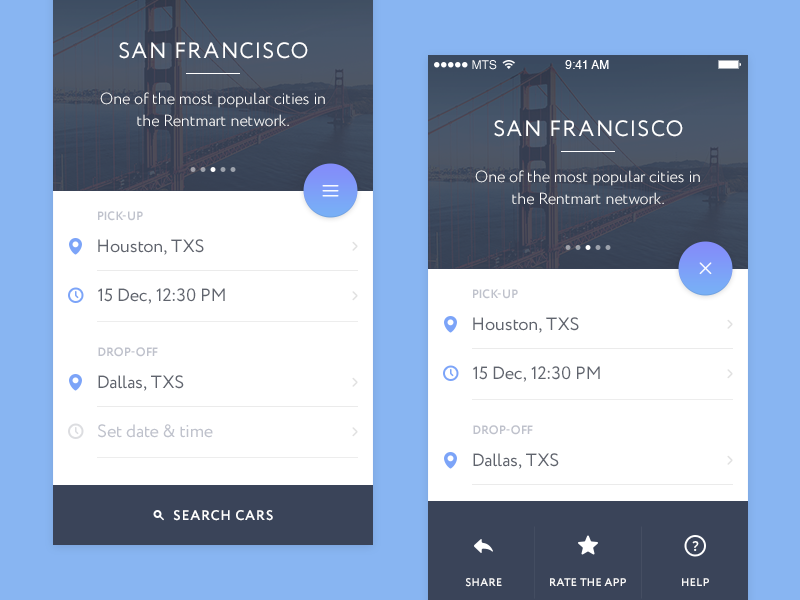 SAN FRANCISCO
One of the most popular cities in
the Rentmart network.
PICK-UP
Houston, TXS
15 Dec, 12:30 PM
DROP-OFF
Dallas, TXS
Set date & time
SEARCH CARS
MTS 9:41 AM
SAN FRANCISCO
One of the most popular cities in
the Rentmart network.
PICK-UP
Houston, TXS
15 Dec, 12:30 PM
DROP-OFF
Dallas, TXS
SHARE RATE THE APP HELP